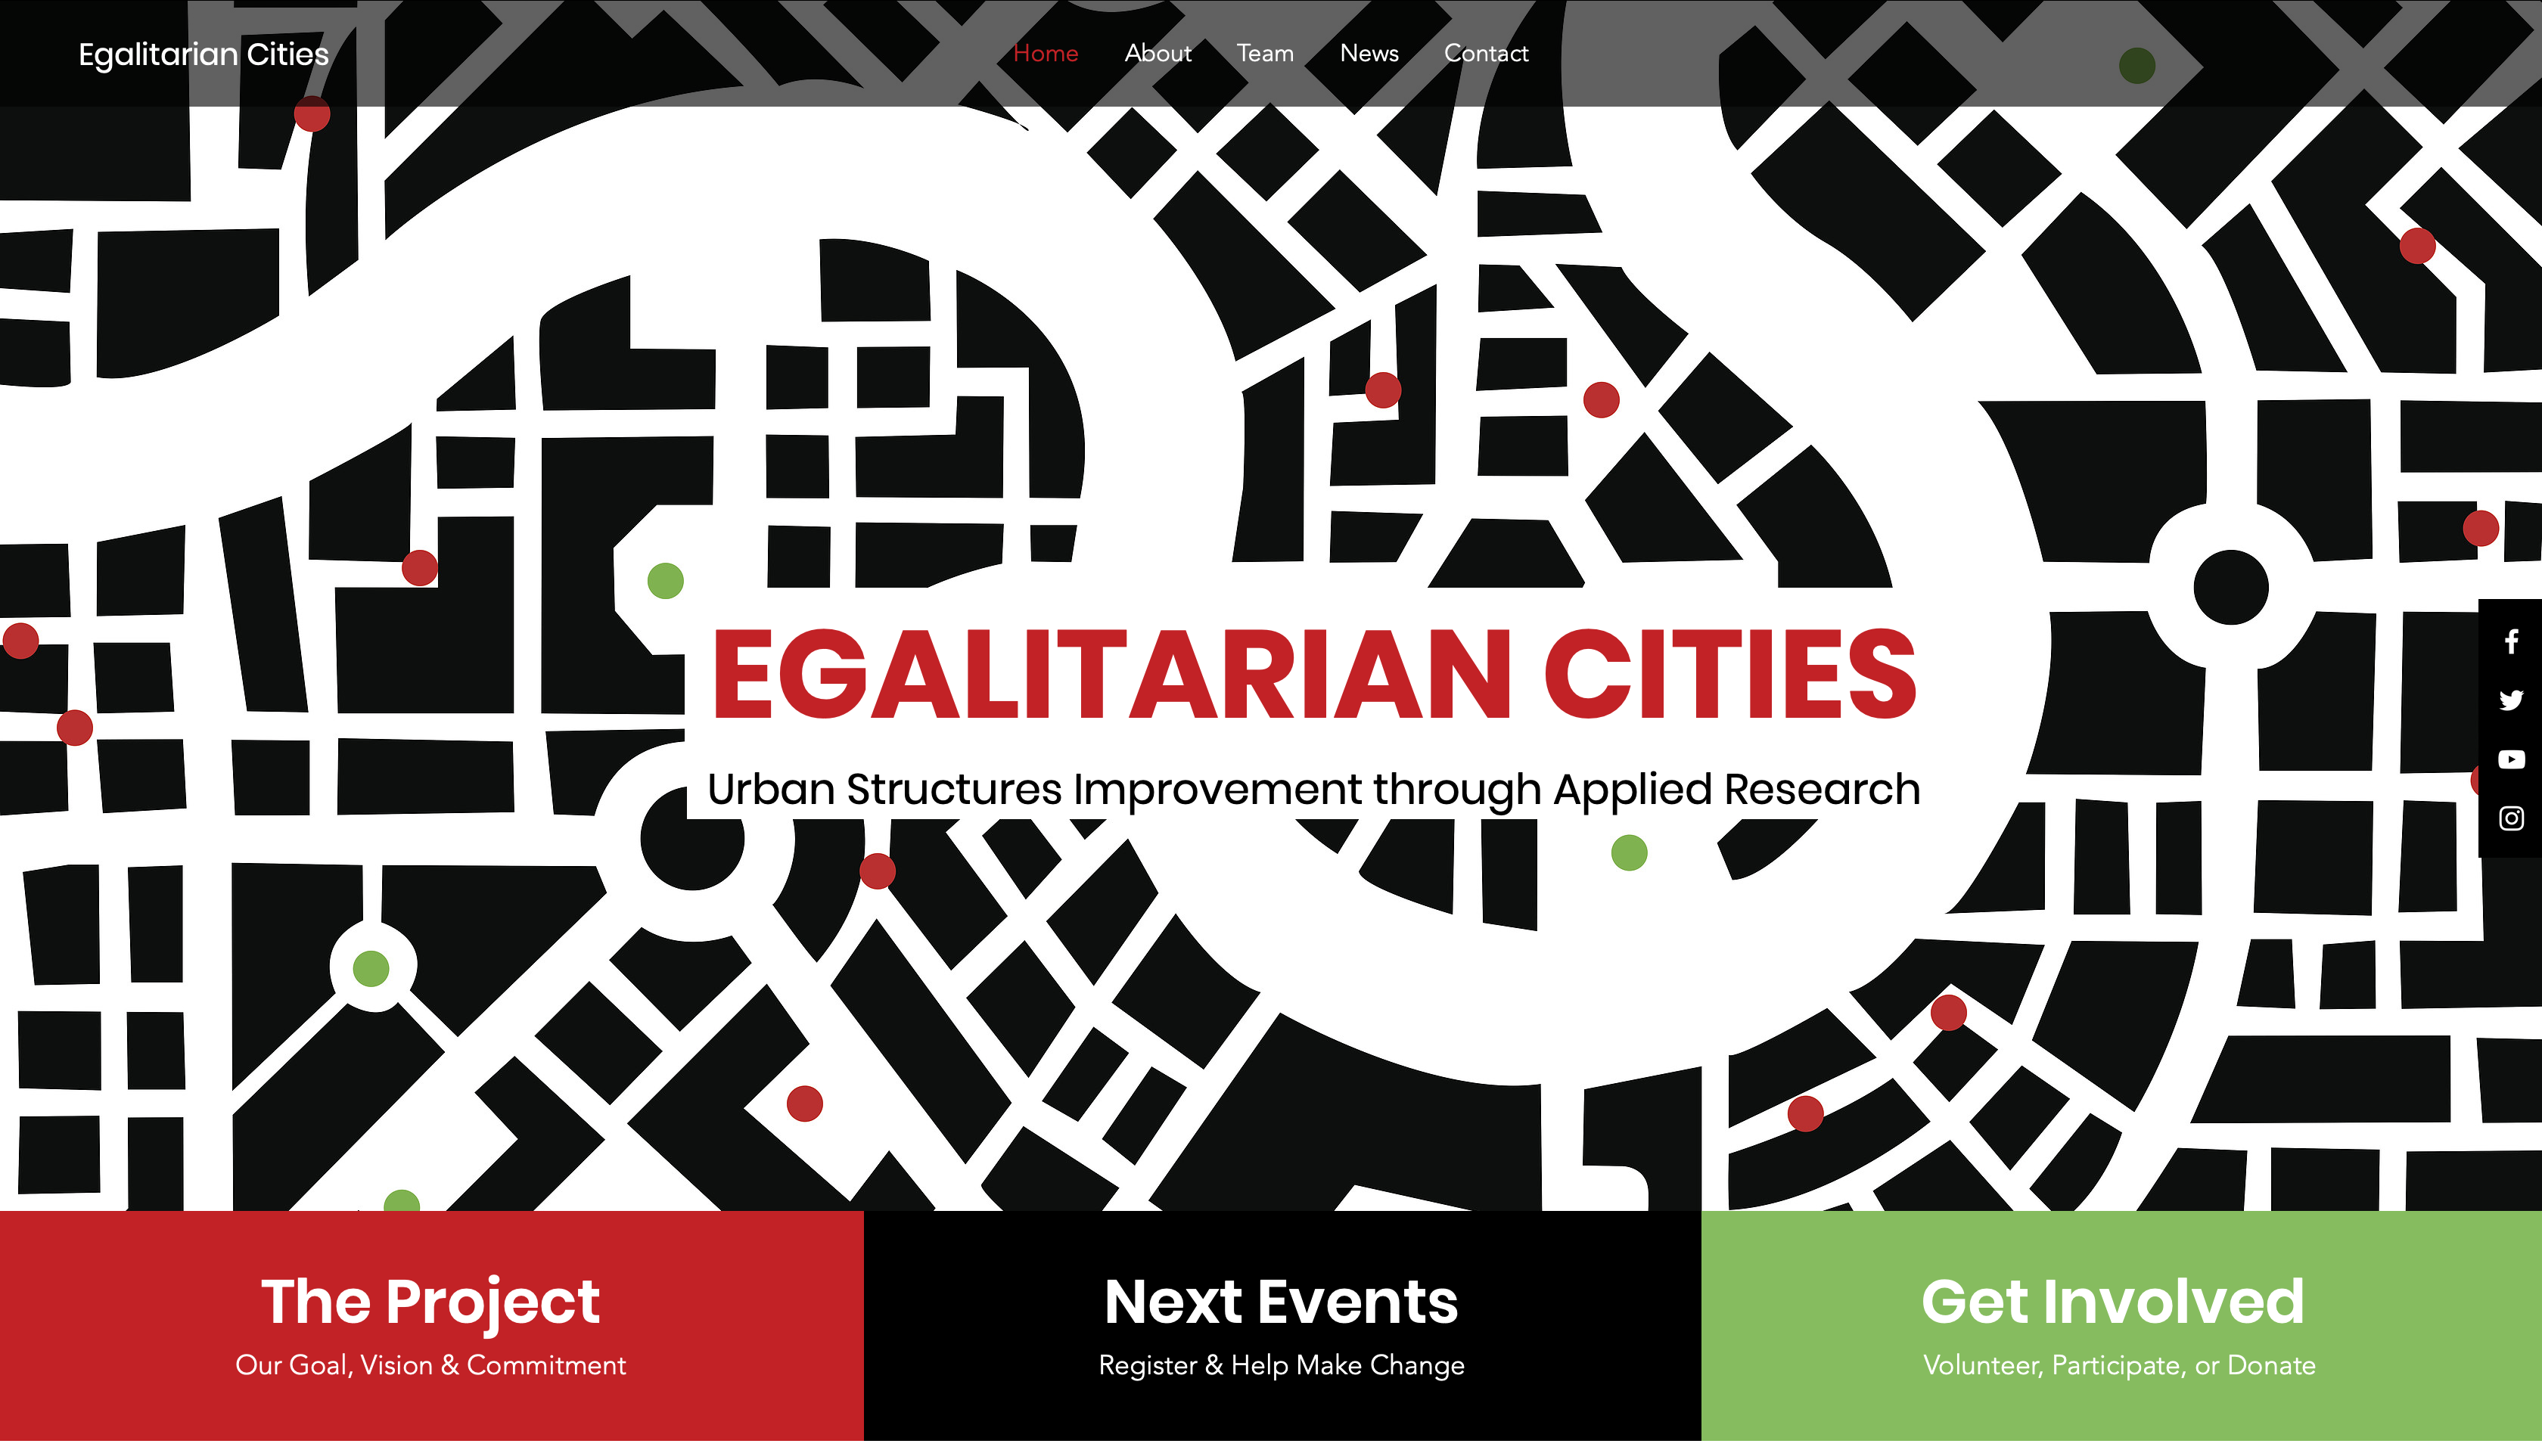 Egalitarian Cities
Home About Team News Contact
EGALITARIAN CITIES
Urban Structures Improvement through Applied Research
The Project
Our Goal, Vision & Commitment
Next Events
Register & Help Make Change
Get Involved
Volunteer, Participate, or Donate